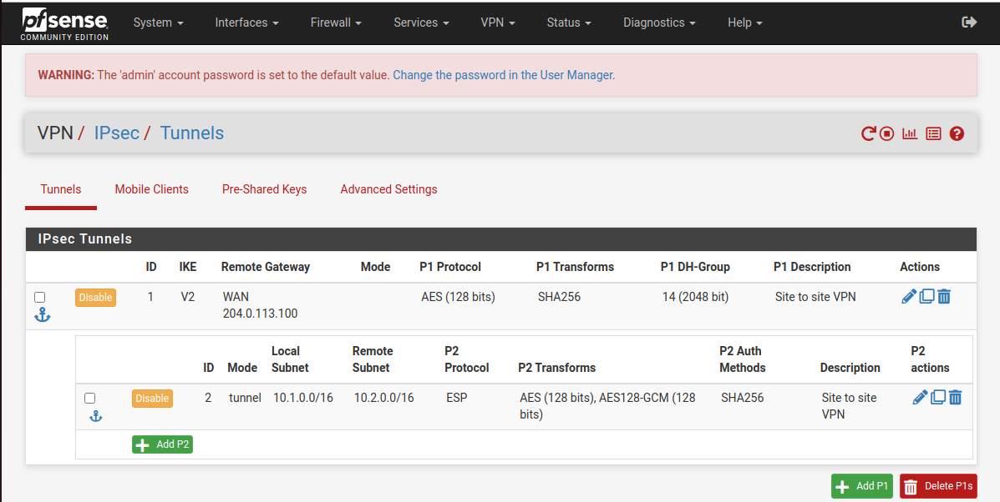 pfsense
COMMUNITY EDITION
System Interfaces Firewall Services VPN Status Diagnostics Help
WARNING: The 'admin' account password is set to the default value. Change the password in the User Manager.
VPN / IPsec / Tunnels
Tunnels Mobile Clients Pre-Shared Keys Advanced Settings
IPsec Tunnels
ID IKE Remote Gateway Mode P1 Protocol P1 Transforms P1 DH-Group P1 Description Actions
Disable 1 V2 WAN AES (128 bits) SHA256 14 (2048 bit) Site to site VPN
204.0.113.100
Local Remote P2 P2 Auth P2
ID Mode Subnet Subnet Protocol P2 Transforms Methods Description actions
Disable 2 tunnel 10.1.0.0/16 10.2.0.0/16 ESP AES (128 bits), AES128-GCM (128 SHA256 Site to site
bits) VPN
Add P2
Add P1 Delete P1s